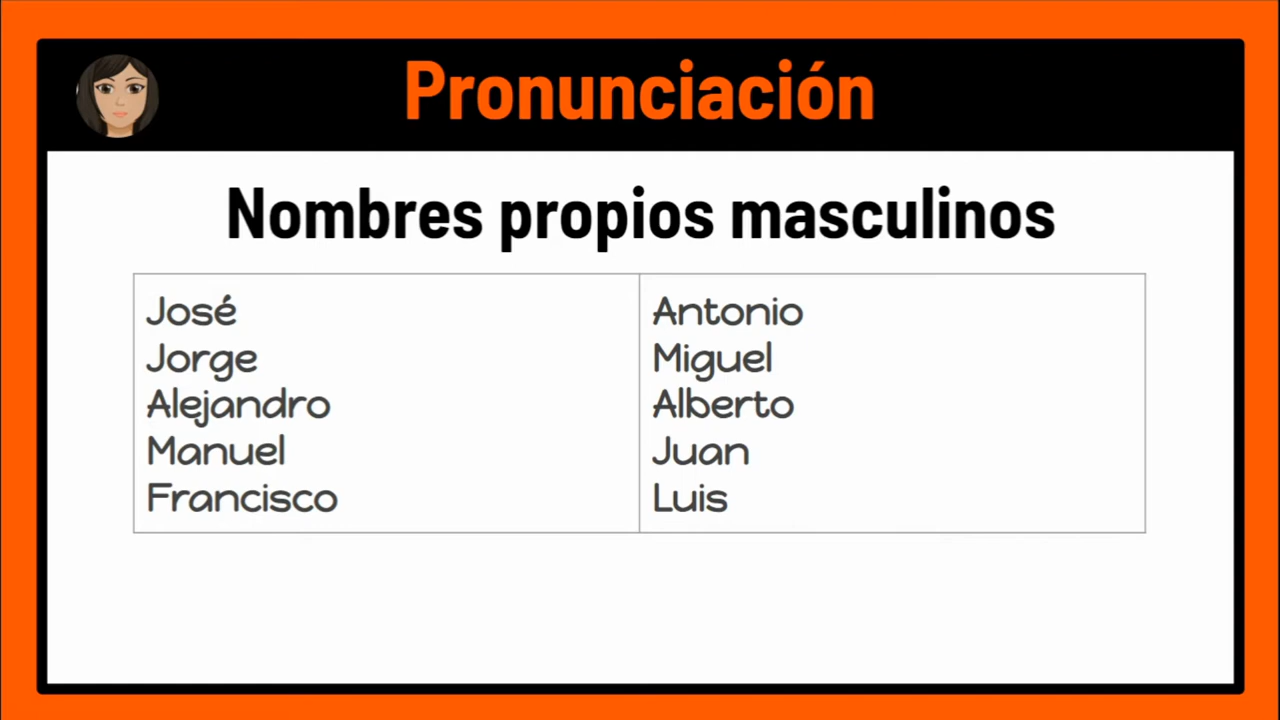 Pronunciación
Nombres propios masculinos
José
Jorge
Alejandro
Manuel
Francisco
Antonio
Miguel
Alberto
Juan
Luis